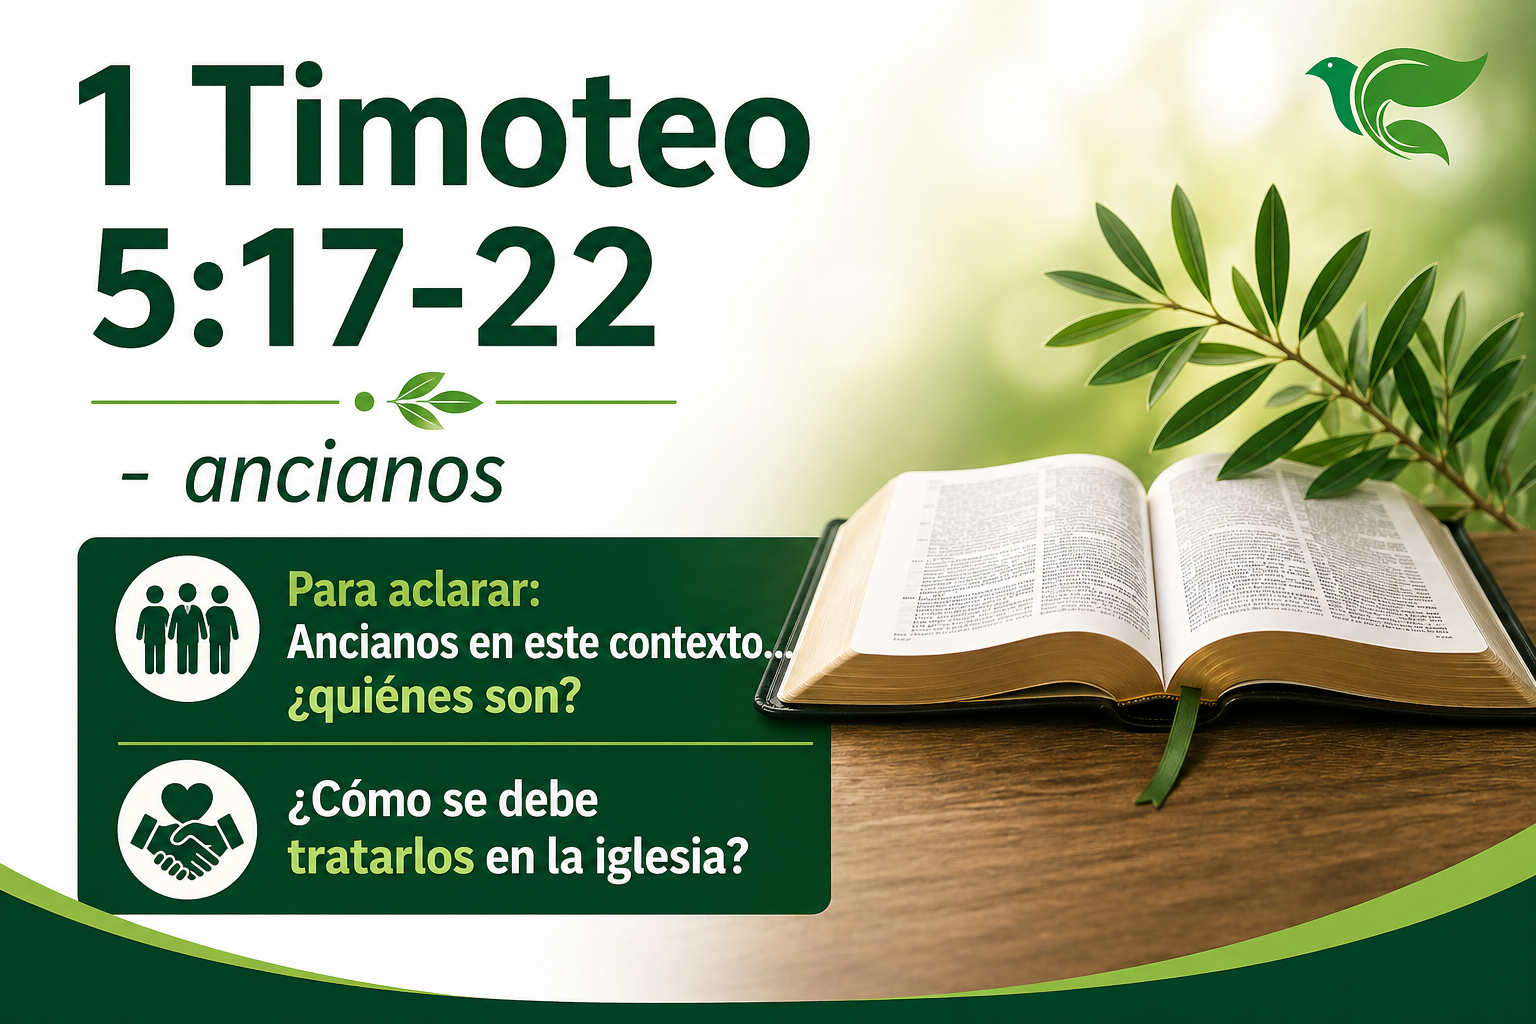 1 Timoteo
5:17-22
- ancianos
Para aclarar:
Ancianos en este contexto...
¿quiénes son?
¿Cómo se debe
tratarlos en la iglesia?